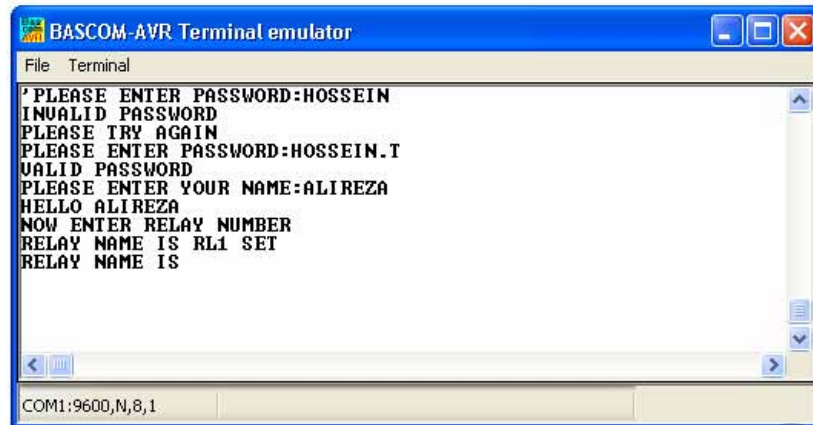 BASCOM-AVR Terminal emulator
File Terminal
'PLEASE ENTER PASSWORD:HOSSEIN
INVALID PASSWORD
PLEASE TRY AGAIN
PLEASE ENTER PASSWORD:HOSSEIN.T
VALID PASSWORD
PLEASE ENTER YOUR NAME:ALIREZA
HELLO ALIREZA
NOW ENTER RELAY NUMBER
RELAY NAME IS RL1 SET
RELAY NAME IS
COM1:9600,N,8,1